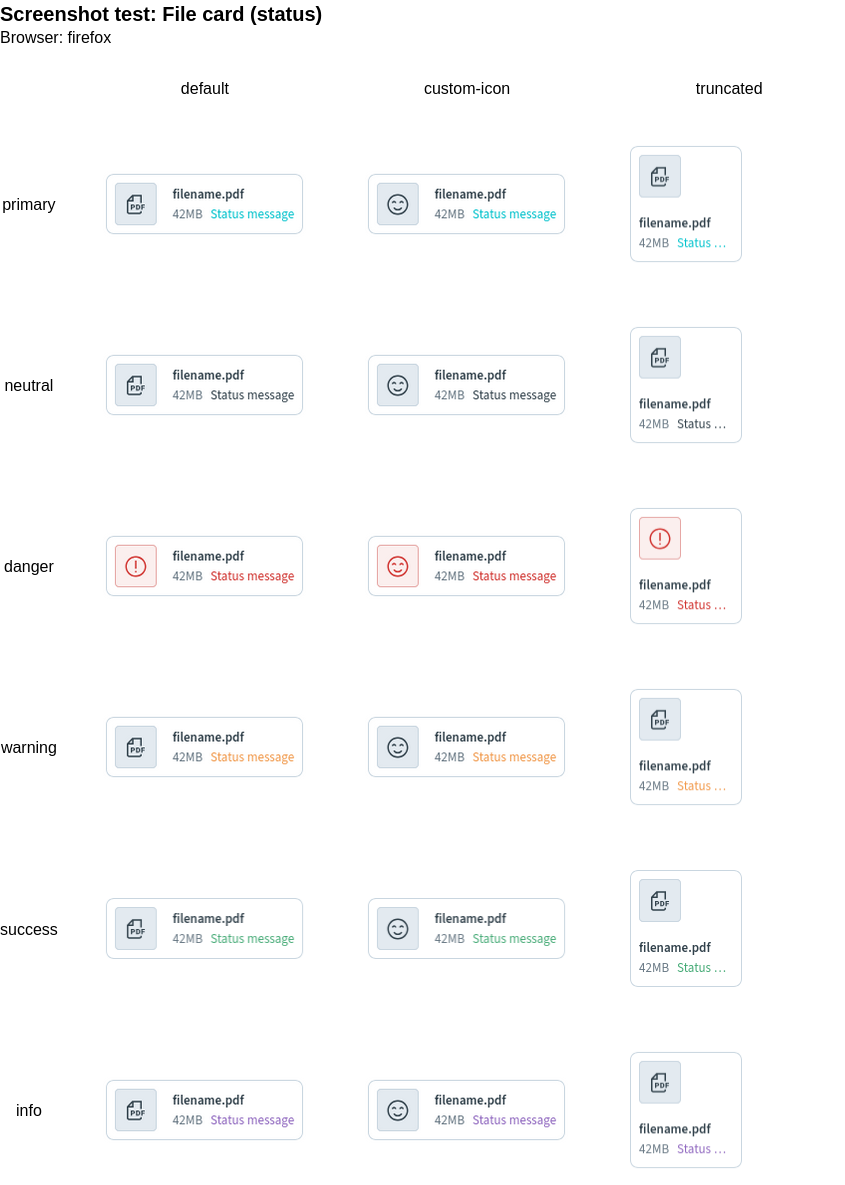 Screenshot test: File card (status)
Browser: firefox
default custom-icon truncated
primary
PDF filename.pdf
42MB Status message
filename.pdf
42MB Status message
PDF
filename.pdf
42MB Status ...
neutral
PDF filename.pdf
42MB Status message
filename.pdf
42MB Status message
PDF
filename.pdf
42MB Status ...
danger
filename.pdf
42MB Status message
filename.pdf
42MB Status message
filename.pdf
42MB Status ...
warning
PDF filename.pdf
42MB Status message
filename.pdf
42MB Status message
PDF
filename.pdf
42MB Status ...
success
PDF filename.pdf
42MB Status message
filename.pdf
42MB Status message
PDF
filename.pdf
42MB Status ...
info
PDF filename.pdf
42MB Status message
filename.pdf
42MB Status message
PDF
filename.pdf
42MB Status ...